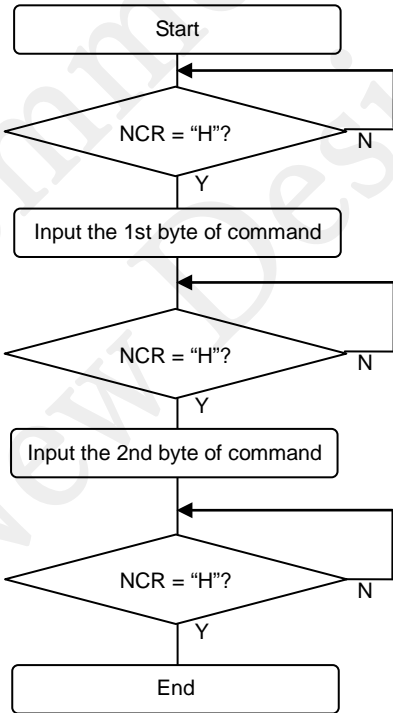 Start
NCR = “H”?
N
Y
Input the 1st byte of command
NCR = “H”?
N
Y
Input the 2nd byte of command
NCR = “H”?
N
Y
End